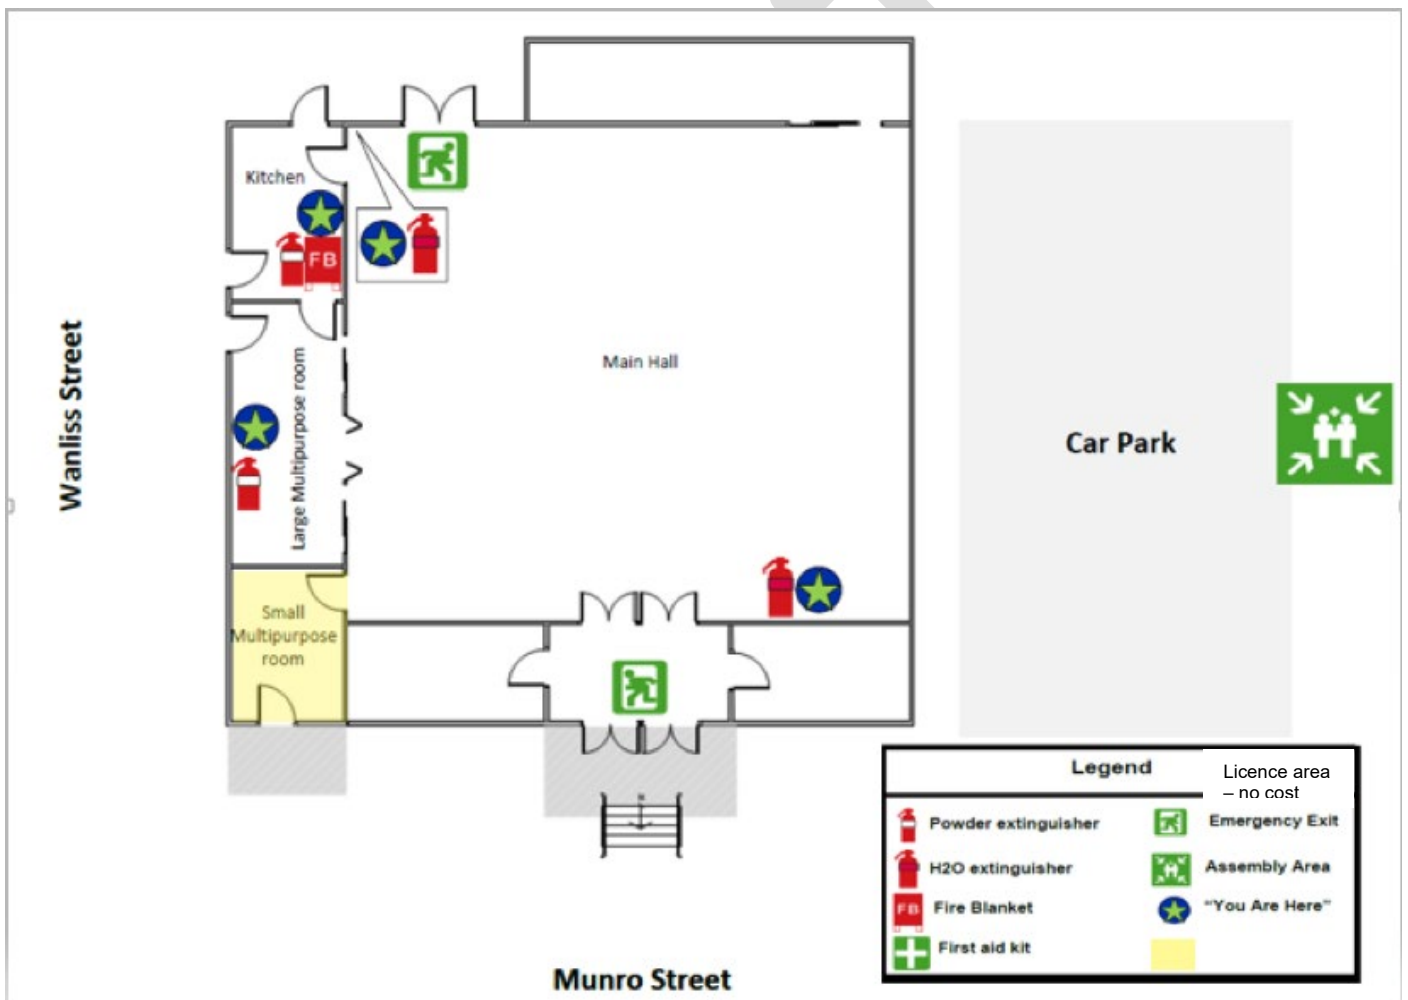 Kitchen
FB
Main Hall
Wanliss Street
Large Multipurpose room
Car Park
Small
Multipurpose
room
Legend
Licence area
– no cost
Powder extinguisher
Emergency Exit
H2O extinguisher
Assembly Area
FB
Fire Blanket
"You Are Here"
First aid kit
Munro Street